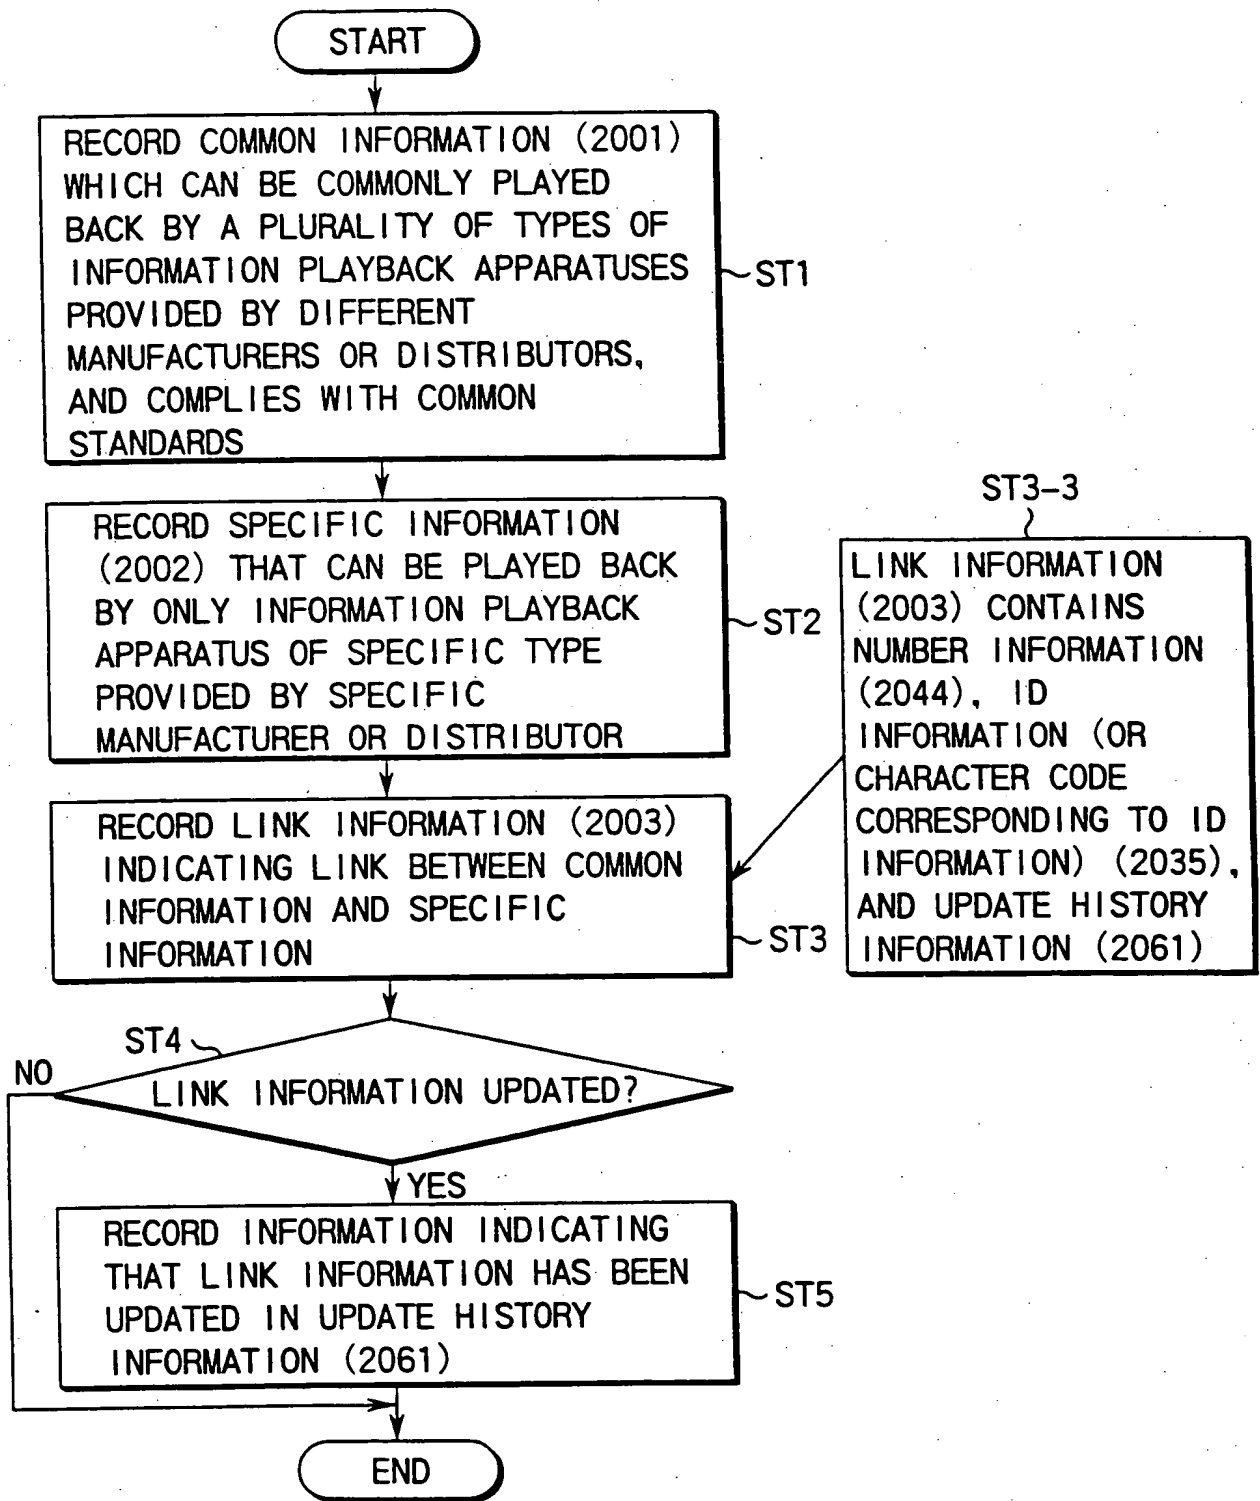 START
RECORD COMMON INFORMATION (2001)
WHICH CAN BE COMMONLY PLAYED
BACK BY A PLURALITY OF TYPES OF
INFORMATION PLAYBACK APPARATUSES
PROVIDED BY DIFFERENT
MANUFACTURERS OR DISTRIBUTORS,
AND COMPLIES WITH COMMON
STANDARDS
ST1
RECORD SPECIFIC INFORMATION
(2002) THAT CAN BE PLAYED BACK
BY ONLY INFORMATION PLAYBACK
APPARATUS OF SPECIFIC TYPE
PROVIDED BY SPECIFIC
MANUFACTURER OR DISTRIBUTOR
ST2
ST3-3
LINK INFORMATION
(2003) CONTAINS
NUMBER INFORMATION
(2044), ID
INFORMATION (OR
CHARACTER CODE
CORRESPONDING TO ID
INFORMATION) (2035),
AND UPDATE HISTORY
INFORMATION (2061)
RECORD LINK INFORMATION (2003)
INDICATING LINK BETWEEN COMMON
INFORMATION AND SPECIFIC
INFORMATION
ST3
ST4
NO
LINK INFORMATION UPDATED?
YES
RECORD INFORMATION INDICATING
THAT LINK INFORMATION HAS BEEN
UPDATED IN UPDATE HISTORY
INFORMATION (2061)
ST5
END